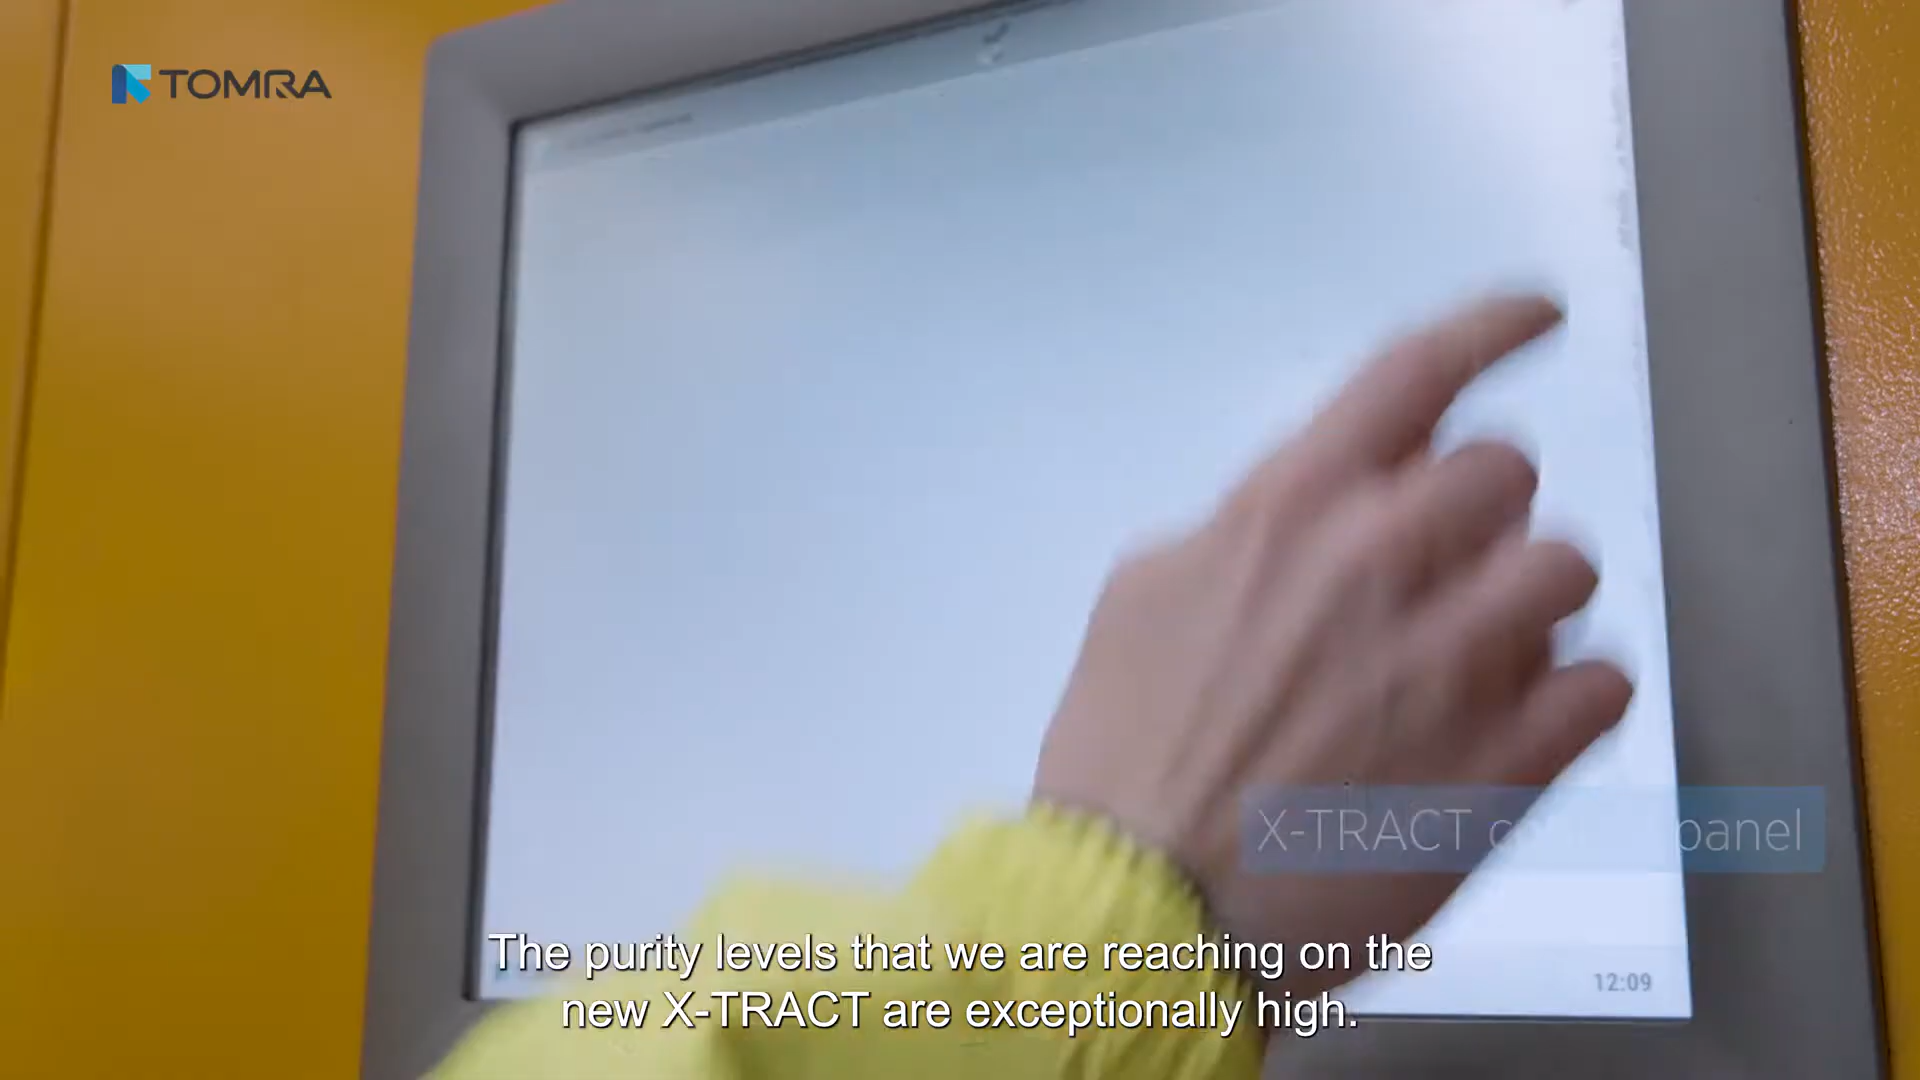 TOMRA
X-TRACT panel
The purity levels that we are reaching on the
new X-TRACT are exceptionally high.
12:09